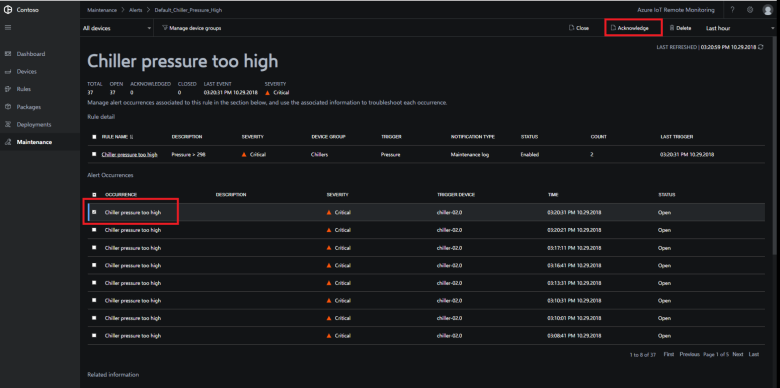 Contoso
Maintenance > Alerts > Default_Chiller_Pressure_High
Azure IoT Remote Monitoring
?
All devices
Manage device groups
Close
Acknowledge
Delete
Last hour
LAST REFRESHED | 03:20:59 PM 10.29.2018
Dashboard
Devices
Rules
Packages
Deployments
Maintenance
Chiller pressure too high
TOTAL OPEN ACKNOWLEDGED CLOSED LAST EVENT SEVERITY
37 37 0 0 03:20:31 PM 10.29.2018 Critical
Manage alert occurrences associated to this rule in the section below, and use the associated information to troubleshoot each occurrence.
Rule detail
RULE NAME DESCRIPTION SEVERITY DEVICE GROUP TRIGGER NOTIFICATION TYPE STATUS COUNT LAST TRIGGER
Chiller pressure too high Pressure > 298 Critical Chillers Pressure Maintenance log Enabled 2 03:20:31 PM 10.29.2018
Alert Occurrences
OCCURRENCE DESCRIPTION SEVERITY TRIGGER DEVICE TIME STATUS
Chiller pressure too high Critical chiller-02.0 03:20:31 PM 10.29.2018 Open
Chiller pressure too high Critical chiller-02.0 03:20:21 PM 10.29.2018 Open
Chiller pressure too high Critical chiller-02.0 03:17:11 PM 10.29.2018 Open
Chiller pressure too high Critical chiller-02.0 03:16:41 PM 10.29.2018 Open
Chiller pressure too high Critical chiller-02.0 03:13:31 PM 10.29.2018 Open
Chiller pressure too high Critical chiller-02.0 03:10:31 PM 10.29.2018 Open
Chiller pressure too high Critical chiller-02.0 03:10:01 PM 10.29.2018 Open
Chiller pressure too high Critical chiller-02.0 03:08:41 PM 10.29.2018 Open
1 to 8 of 37 First Previous Page 1 of 5 Next Last
Related information